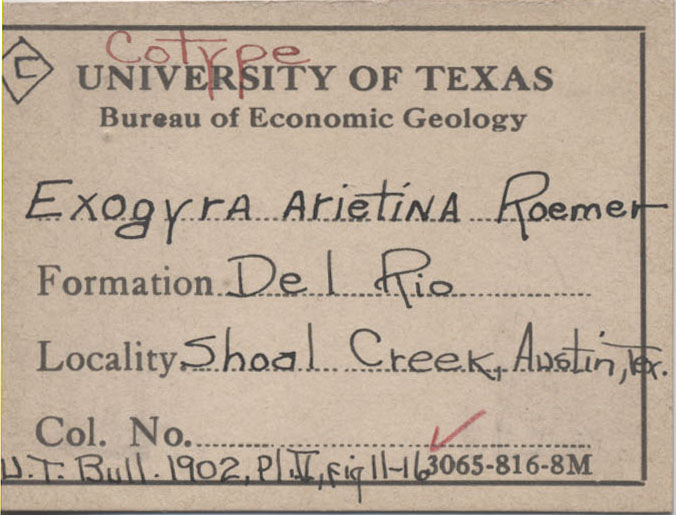 Cotype
C
UNIVERSITY OF TEXAS
Bureau of Economic Geology
Exogyra Arietina Roemer
Formation Del Rio
Locality Shoal Creek, Austin, Tex.
Col. No.
U.T. Bull. 1902, Pl. II, fig 11-16
3065-816-8M